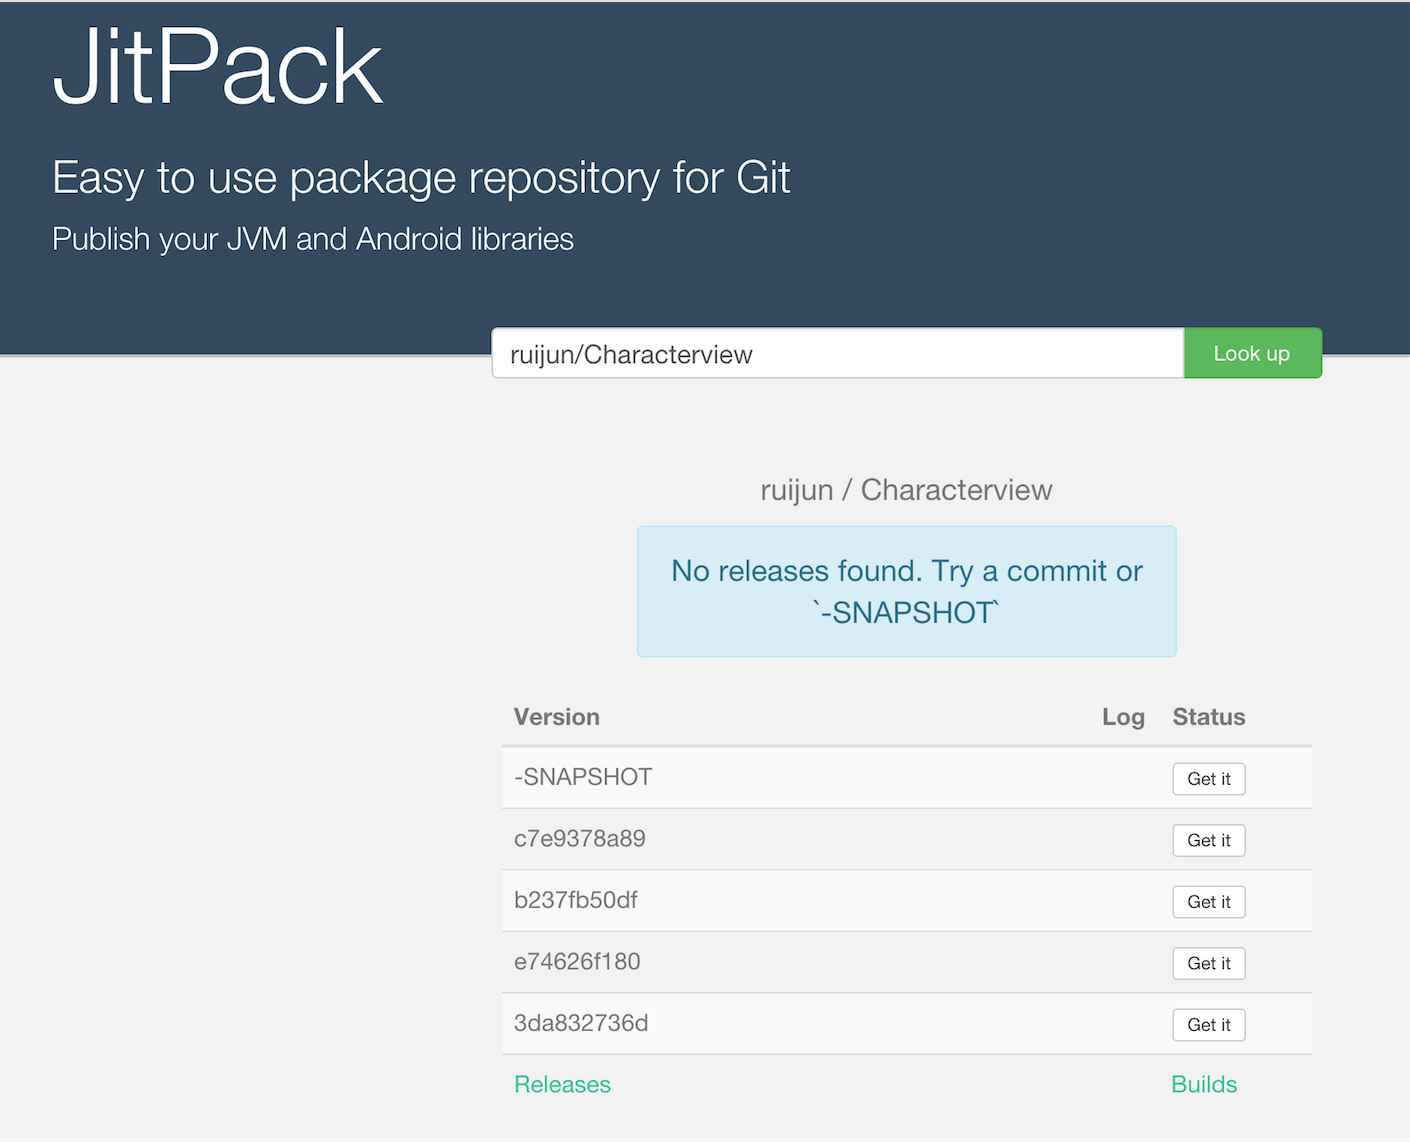 JitPack
Easy to use package repository for Git
Publish your JVM and Android libraries
ruijun/Characterview
Look up
ruijun / Characterview
No releases found. Try a commit or
`-SNAPSHOT`
Version Log Status
-SNAPSHOT Get it
c7e9378a89 Get it
b237fb50df Get it
e74626f180 Get it
3da832736d Get it
Releases Builds